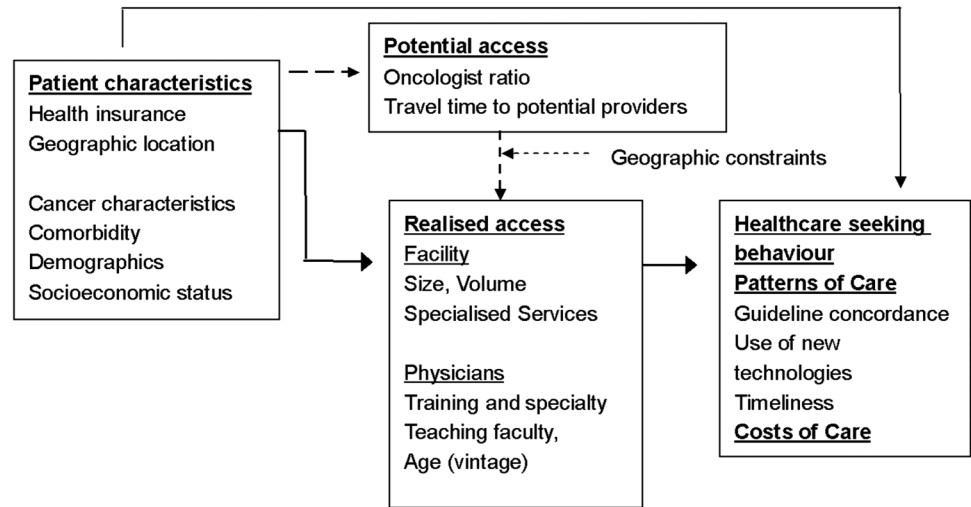 Patient characteristics
Health insurance
Geographic location
Cancer characteristics
Comorbidity
Demographics
Socioeconomic status
Potential access
Oncologist ratio
Travel time to potential providers
Geographic constraints
Realised access
Facility
Size, Volume
Specialised Services
Physicians
Training and specialty
Teaching faculty,
Age (vintage)
Healthcare seeking
behaviour
Patterns of Care
Guideline concordance
Use of new
technologies
Timeliness
Costs of Care